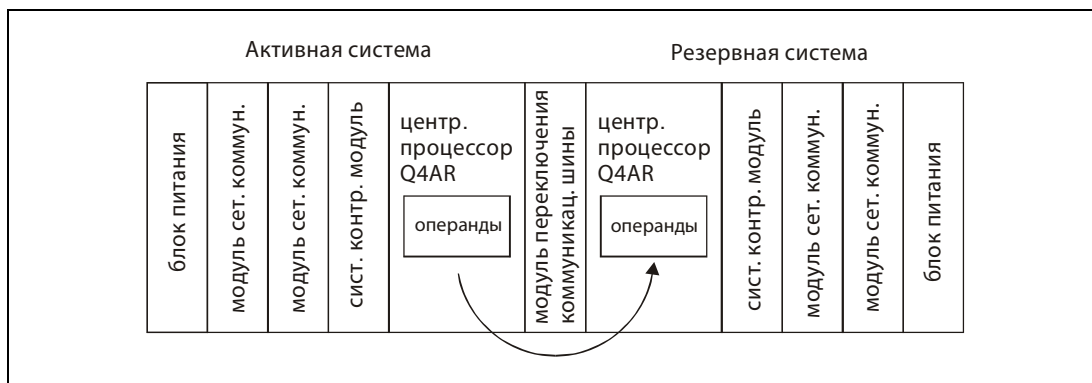 Активная система
Резервная система
блок питания
модуль сет. коммун.
модуль сет. коммун.
сист. контр. модуль
центр.
процессор
Q4AR
операнды
модуль переключения
коммуникац. шины
центр.
процессор
Q4AR
операнды
сист. контр. модуль
модуль сет. коммун.
модуль сет. коммун.
блок питания